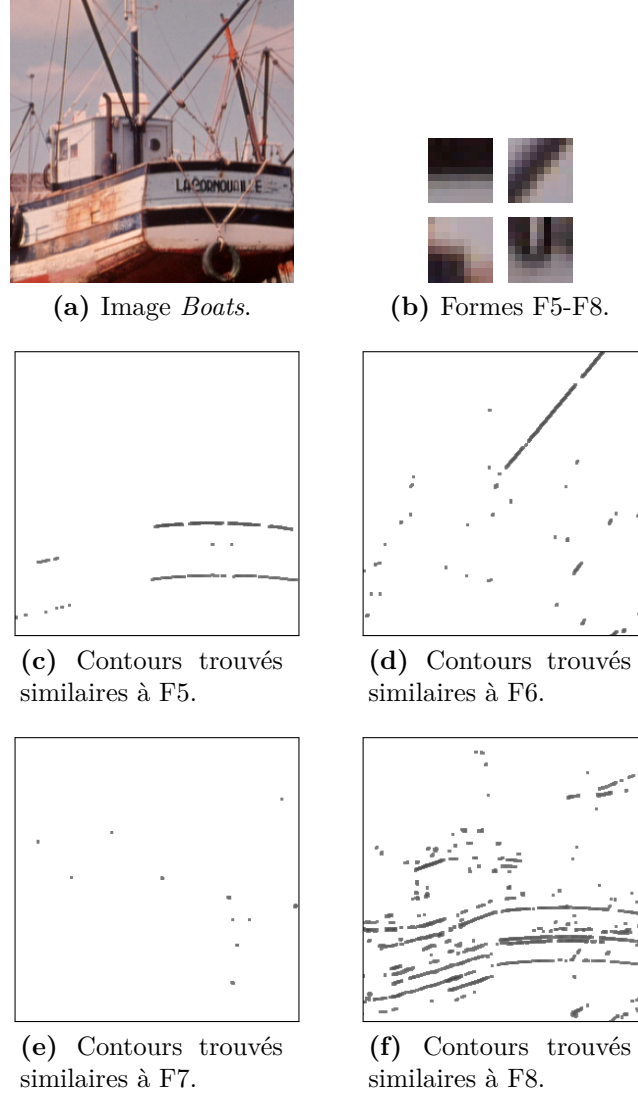 LACORNOUAILLE
(a) Image Boats.
(b) Formes F5-F8.
(c) Contours trouvés
similaires à F5.
(d) Contours trouvés
similaires à F6.
(e) Contours trouvés
similaires à F7.
(f) Contours trouvés
similaires à F8.